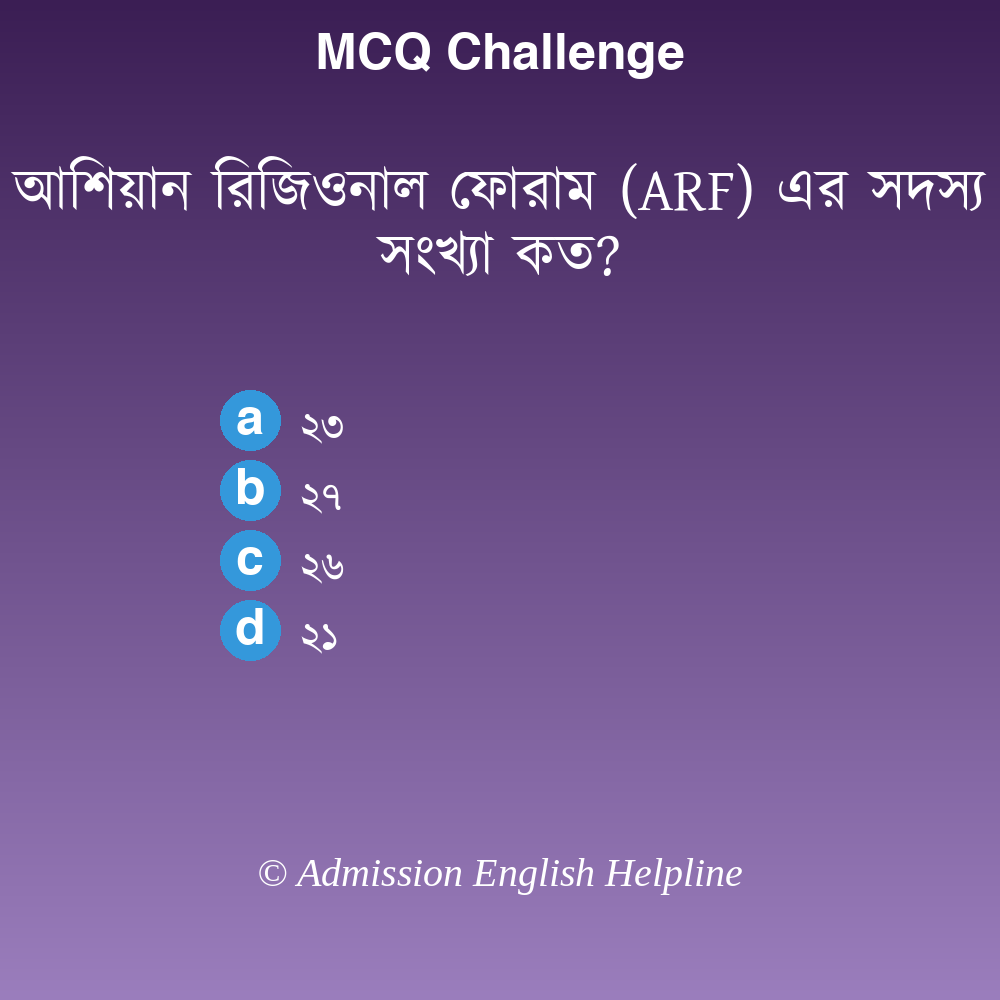 MCQ Challenge
আশিয়ান রিজিওনাল ফোরাম (ARF) এর সদস্য
সংখ্যা কত?
a ২৩
b ২৭
c ২৬
d ২১
© Admission English Helpline